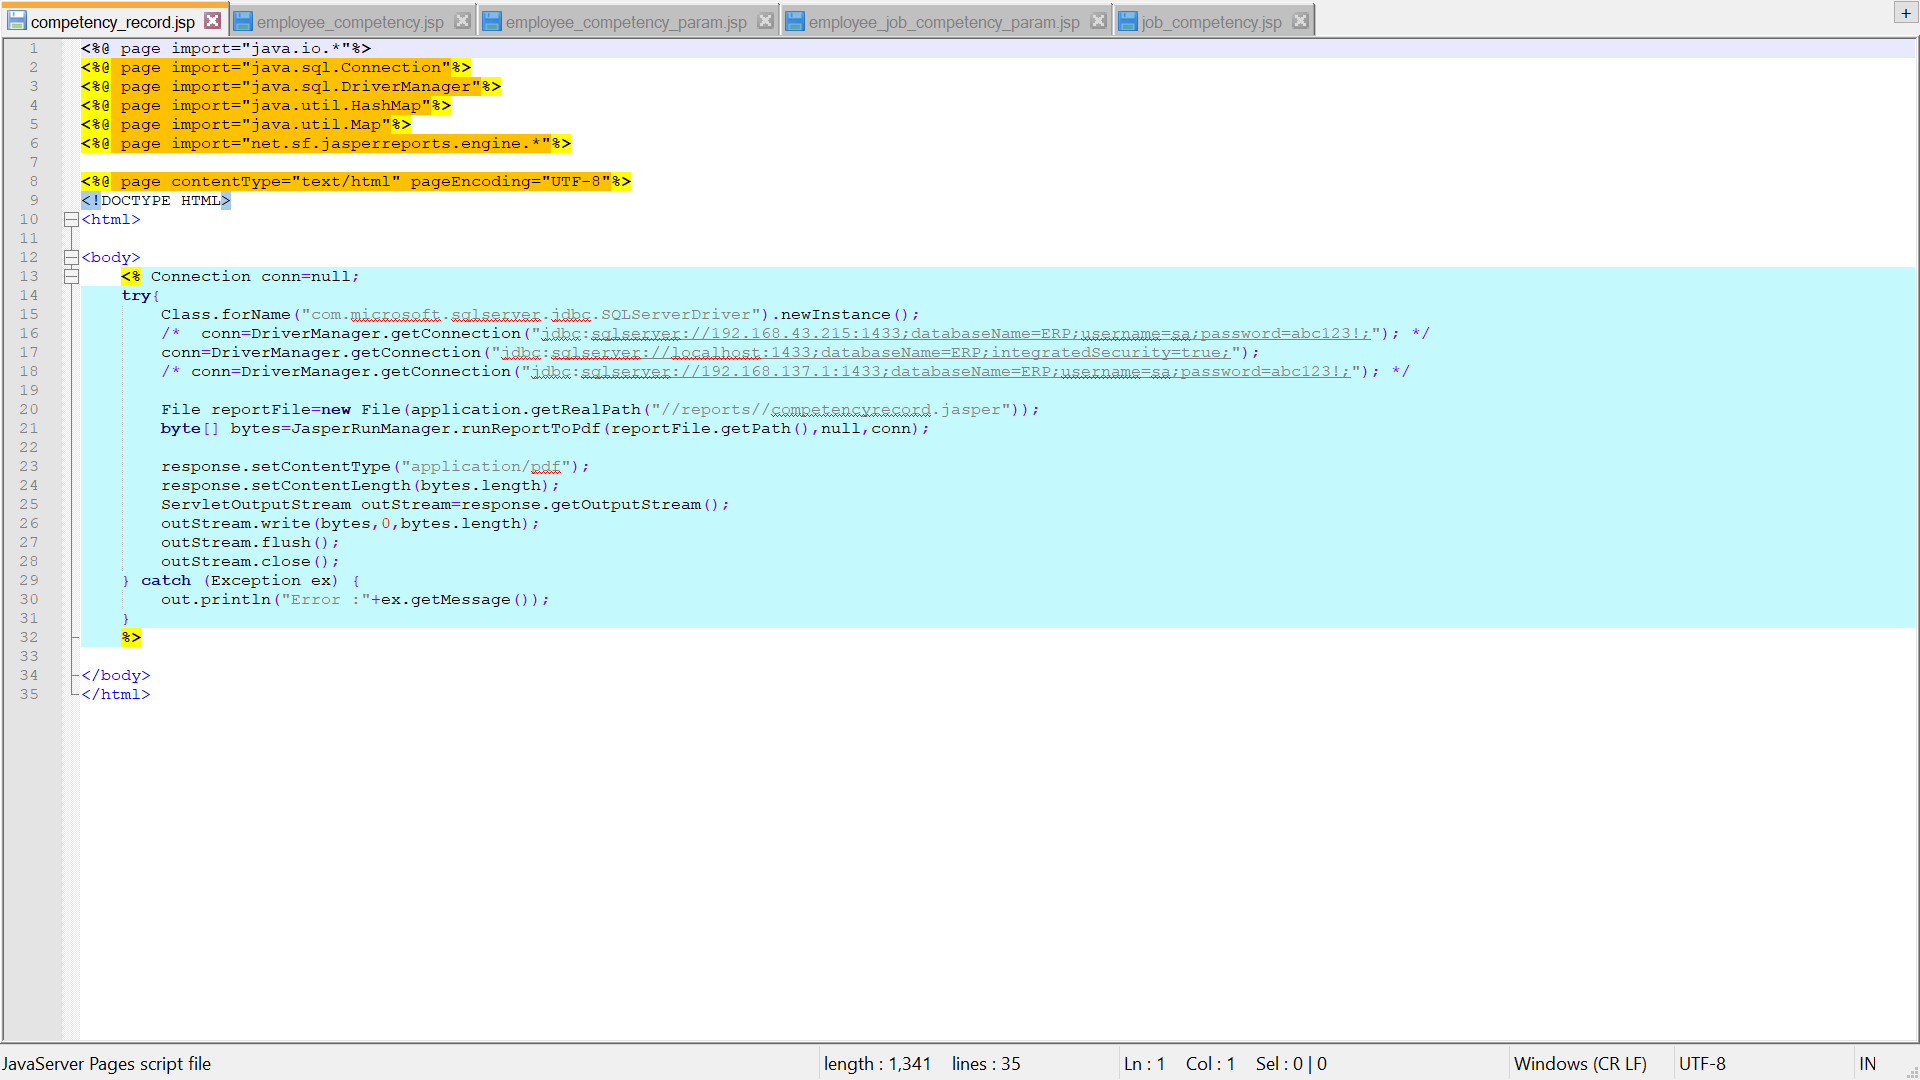 competency_record.jsp employee_competency.jsp employee_competency_param.jsp employee_job_competency_param.jsp job_competency.jsp +
1 <%@ page import="java.io.*"%>
2 <%@ page import="java.sql.Connection"%>
3 <%@ page import="java.sql.DriverManager"%>
4 <%@ page import="java.util.HashMap"%>
5 <%@ page import="java.util.Map"%>
6 <%@ page import="net.sf.jasperreports.engine.*"%>
7
8 <%@ page contentType="text/html" pageEncoding="UTF-8"%>
9 <!DOCTYPE HTML>
10 <html>
11
12 <body>
13 <% Connection conn=null;
14 try{
15 Class.forName("com.microsoft.sqlserver.jdbc.SQLServerDriver").newInstance();
16 /*  conn=DriverManager.getConnection("jdbc:sqlserver://192.168.43.215:1433;databaseName=ERP;username=sa;password=abc123!;"); */
17 conn=DriverManager.getConnection("jdbc:sqlserver://localhost:1433;databaseName=ERP;integratedSecurity=true;");
18 /* conn=DriverManager.getConnection("jdbc:sqlserver://192.168.137.1:1433;databaseName=ERP;username=sa;password=abc123!;"); */
19
20 File reportFile=new File(application.getRealPath("//reports//competencyrecord.jasper"));
21 byte[] bytes=JasperRunManager.runReportToPdf(reportFile.getPath(),null,conn);
22
23 response.setContentType("application/pdf");
24 response.setContentLength(bytes.length);
25 ServletOutputStream outStream=response.getOutputStream();
26 outStream.write(bytes,0,bytes.length);
27 outStream.flush();
28 outStream.close();
29 } catch (Exception ex) {
30 out.println("Error :"+ex.getMessage());
31 }
32 %>
33
34 </body>
35 </html>
JavaServer Pages script file length : 1,341 lines : 35 Ln : 1 Col : 1 Sel : 0 | 0 Windows (CR LF) UTF-8 IN